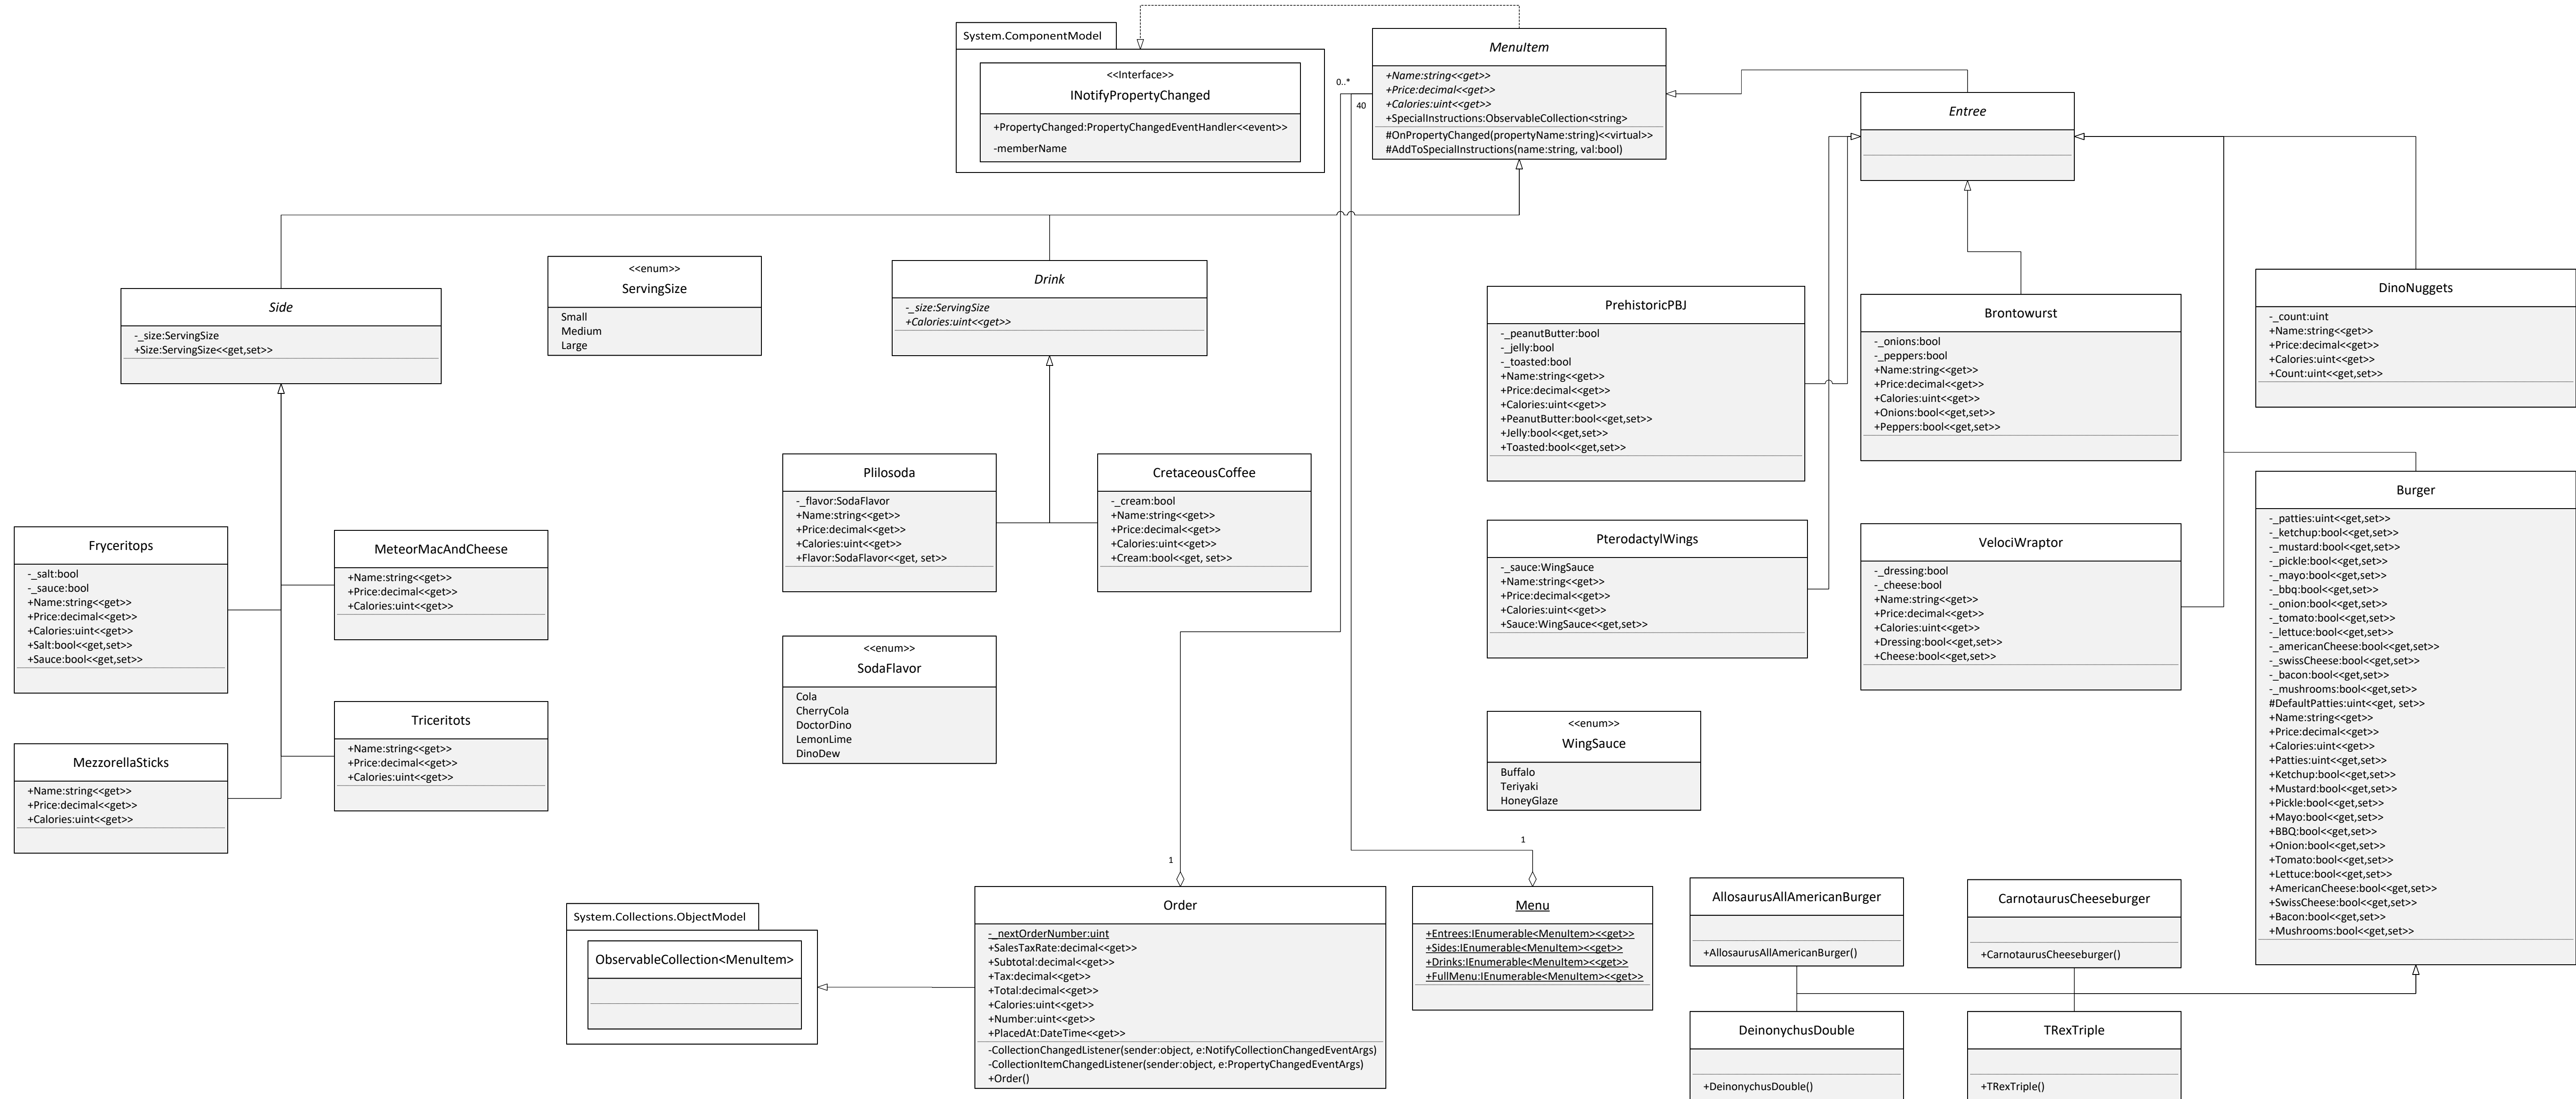 System.ComponentModel
<<Interface>>
INotifyPropertyChanged
+PropertyChanged:PropertyChangedEventHandler<<event>>
-memberName
MenuItem
+Name:string<<get>>
+Price:decimal<<get>>
+Calories:uint<<get>>
+SpecialInstructions:ObservableCollection<string>
#OnPropertyChanged(propertyName:string)<<virtual>>
#AddToSpecialInstructions(name:string, val:bool)
0..*
40
Entree
Side
-_size:ServingSize
+Size:ServingSize<<get,set>>
<<enum>>
ServingSize
Small
Medium
Large
Drink
-_size:ServingSize
+Calories:uint<<get>>
PrehistoricPBJ
-_peanutButter:bool
-_jelly:bool
-_toasted:bool
+Name:string<<get>>
+Price:decimal<<get>>
+Calories:uint<<get>>
+PeanutButter:bool<<get,set>>
+Jelly:bool<<get,set>>
+Toasted:bool<<get,set>>
Brontowurst
-_onions:bool
-_peppers:bool
+Name:string<<get>>
+Price:decimal<<get>>
+Calories:uint<<get>>
+Onions:bool<<get,set>>
+Peppers:bool<<get,set>>
DinoNuggets
-_count:uint
+Name:string<<get>>
+Price:decimal<<get>>
+Calories:uint<<get>>
+Count:uint<<get,set>>
Fryceritops
-_salt:bool
-_sauce:bool
+Name:string<<get>>
+Price:decimal<<get>>
+Calories:uint<<get>>
+Salt:bool<<get,set>>
+Sauce:bool<<get,set>>
MeteorMacAndCheese
+Name:string<<get>>
+Price:decimal<<get>>
+Calories:uint<<get>>
Plilosoda
-_flavor:SodaFlavor
+Name:string<<get>>
+Price:decimal<<get>>
+Calories:uint<<get>>
+Flavor:SodaFlavor<<get, set>>
CretaceousCoffee
-_cream:bool
+Name:string<<get>>
+Price:decimal<<get>>
+Calories:uint<<get>>
+Cream:bool<<get, set>>
PterodactylWings
-_sauce:WingSauce
+Name:string<<get>>
+Price:decimal<<get>>
+Calories:uint<<get>>
+Sauce:WingSauce<<get,set>>
VelociWraptor
-_dressing:bool
-_cheese:bool
+Name:string<<get>>
+Price:decimal<<get>>
+Calories:uint<<get>>
+Dressing:bool<<get,set>>
+Cheese:bool<<get,set>>
Burger
-_patties:uint<<get,set>>
-_ketchup:bool<<get,set>>
-_mustard:bool<<get,set>>
-_pickle:bool<<get,set>>
-_mayo:bool<<get,set>>
-_bbq:bool<<get,set>>
-_onion:bool<<get,set>>
-_tomato:bool<<get,set>>
-_lettuce:bool<<get,set>>
-_americanCheese:bool<<get,set>>
-_swissCheese:bool<<get,set>>
-_bacon:bool<<get,set>>
-_mushrooms:bool<<get,set>>
#DefaultPatties:uint<<get, set>>
+Name:string<<get>>
+Price:decimal<<get>>
+Calories:uint<<get>>
+Patties:uint<<get,set>>
+Ketchup:bool<<get,set>>
+Mustard:bool<<get,set>>
+Pickle:bool<<get,set>>
+Mayo:bool<<get,set>>
+BBQ:bool<<get,set>>
+Onion:bool<<get,set>>
+Tomato:bool<<get,set>>
+Lettuce:bool<<get,set>>
+AmericanCheese:bool<<get,set>>
+SwissCheese:bool<<get,set>>
+Bacon:bool<<get,set>>
+Mushrooms:bool<<get,set>>
<<enum>>
SodaFlavor
Cola
CherryCola
DoctorDino
LemonLime
DinoDew
MezzorellaSticks
+Name:string<<get>>
+Price:decimal<<get>>
+Calories:uint<<get>>
Triceritots
+Name:string<<get>>
+Price:decimal<<get>>
+Calories:uint<<get>>
<<enum>>
WingSauce
Buffalo
Teriyaki
HoneyGlaze
1
1
System.Collections.ObjectModel
ObservableCollection<MenuItem>
Order
-_nextOrderNumber:uint
+SalesTaxRate:decimal<<get>>
+Subtotal:decimal<<get>>
+Tax:decimal<<get>>
+Total:decimal<<get>>
+Calories:uint<<get>>
+Number:uint<<get>>
+PlacedAt:DateTime<<get>>
-CollectionChangedListener(sender:object, e:NotifyCollectionChangedEventArgs)
-CollectionItemChangedListener(sender:object, e:PropertyChangedEventArgs)
+Order()
Menu
+Entrees:IEnumerable<MenuItem><<get>>
+Sides:IEnumerable<MenuItem><<get>>
+Drinks:IEnumerable<MenuItem><<get>>
+FullMenu:IEnumerable<MenuItem><<get>>
AllosaurusAllAmericanBurger
+AllosaurusAllAmericanBurger()
CarnotaurusCheeseburger
+CarnotaurusCheeseburger()
DeinonychusDouble
+DeinonychusDouble()
TRexTriple
+TRexTriple()